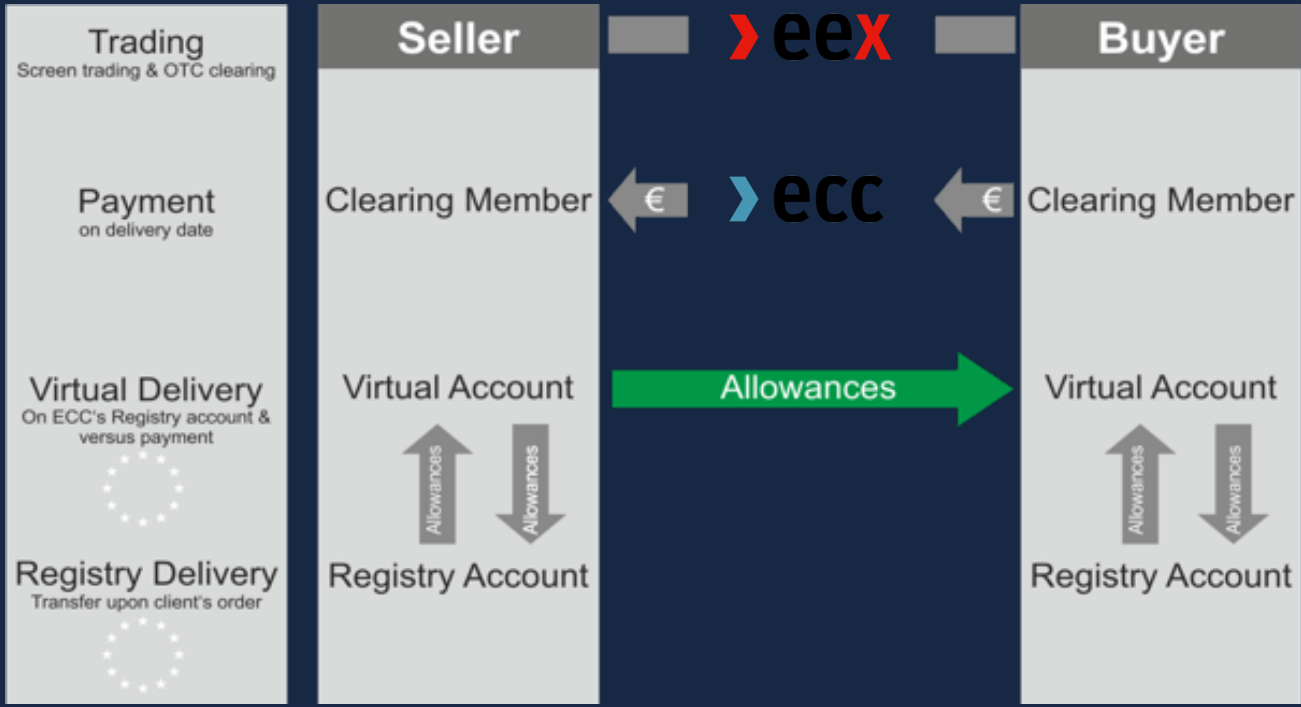 Trading
Screen trading & OTC clearing
Seller
eex
Buyer
Payment
on delivery date
Clearing Member
€
ecc
€
Clearing Member
Virtual Delivery
On ECC's Registry account &
versus payment
Virtual Account
Allowances
Virtual Account
Allowances
Allowances
Allowances
Allowances
Registry Delivery
Transfer upon client's order
Registry Account
Registry Account